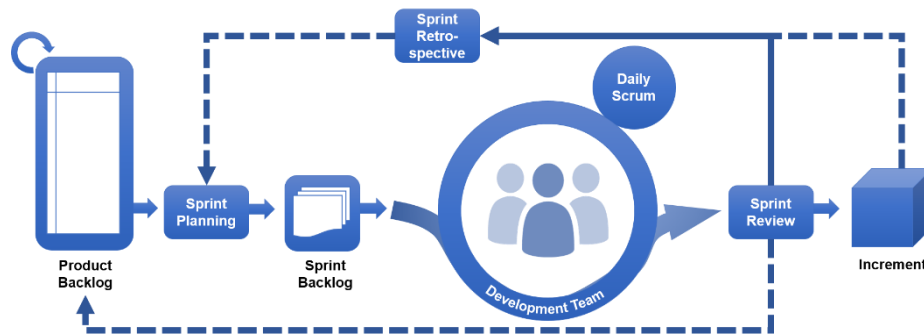 Sprint
Retro-
spective
Daily
Scrum
Sprint
Planning
Sprint
Review
Product
Backlog
Sprint
Backlog
Development Team
Increment